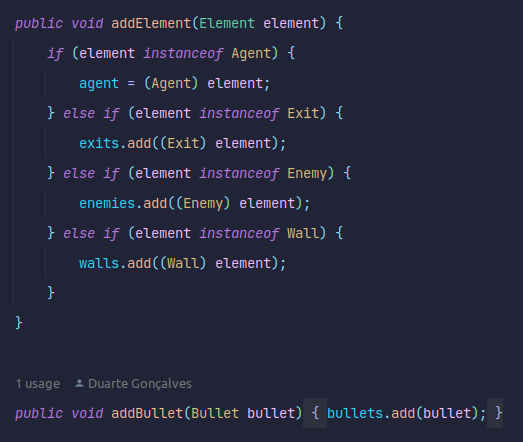 public void addElement(Element element) {
if (element instanceof Agent) {
agent = (Agent) element;
} else if (element instanceof Exit) {
exits.add((Exit) element);
} else if (element instanceof Enemy) {
enemies.add((Enemy) element);
} else if (element instanceof Wall) {
walls.add((Wall) element);
}
}
1 usage Duarte Gonçalves
public void addBullet(Bullet bullet) { bullets.add(bullet); }